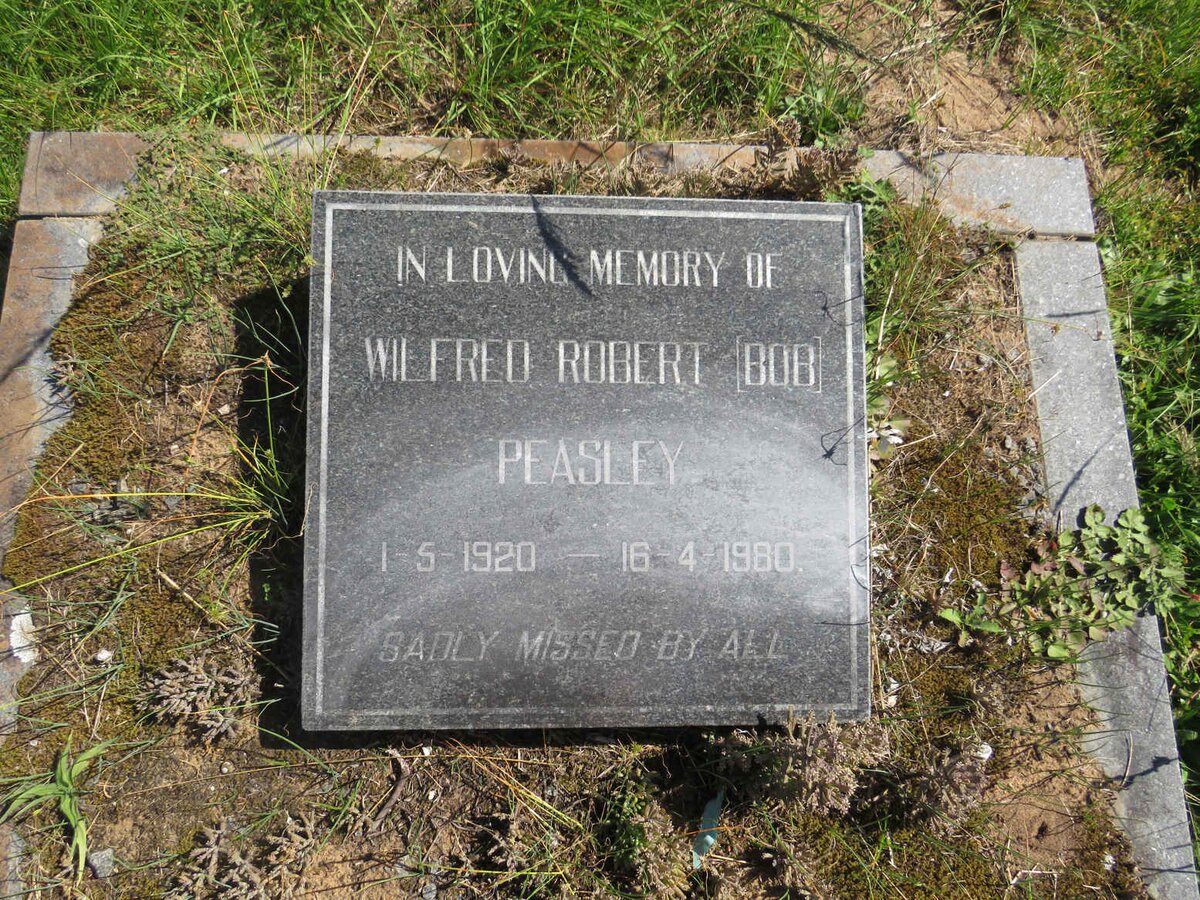 IN LOVING MEMORY OF
WILFRED ROBERT [BOB]
PEASLEY
1-5-1920 — 16-4-1980.
SADLY MISSED BY ALL